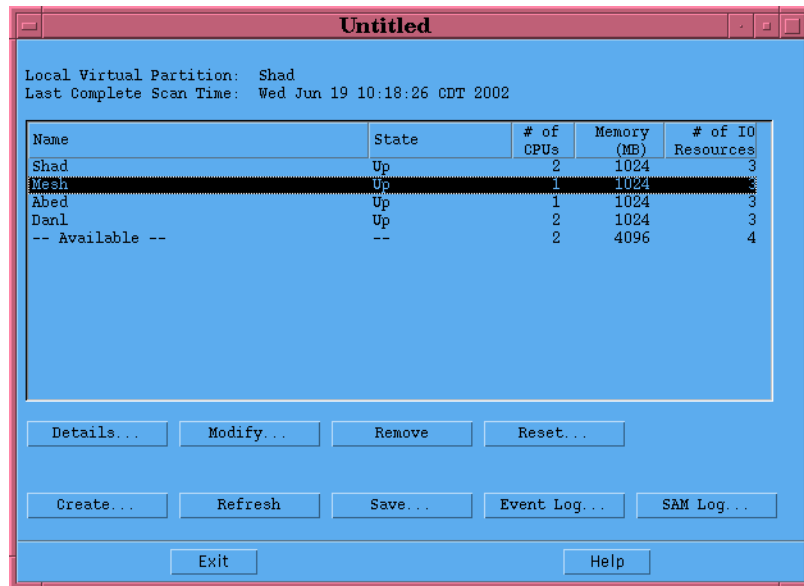 Untitled
Local Virtual Partition: Shad
Last Complete Scan Time: Wed Jun 19 10:18:26 CDT 2002
Name State # of CPUs Memory (MB) # of IO Resources
Shad Up 2 1024 3
Mesh Up 1 1024 3
Abed Up 1 1024 3
Danl Up 2 1024 3
-- Available -- -- 2 4096 4
Details... Modify... Remove Reset...
Create... Refresh Save... Event Log... SAM Log...
Exit Help